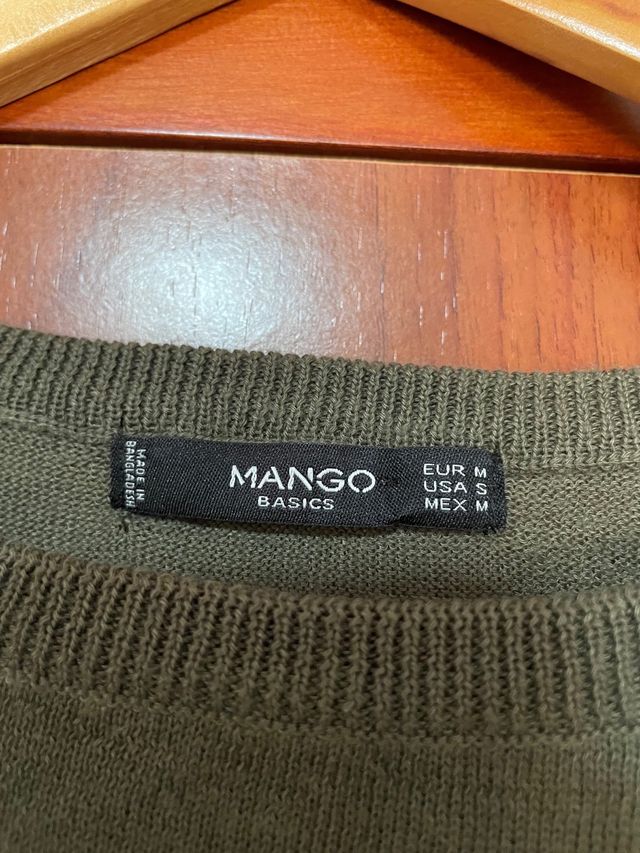 MADE IN
BANGLADESH
MANGO
BASICS
EUR M
USA S
MEX M